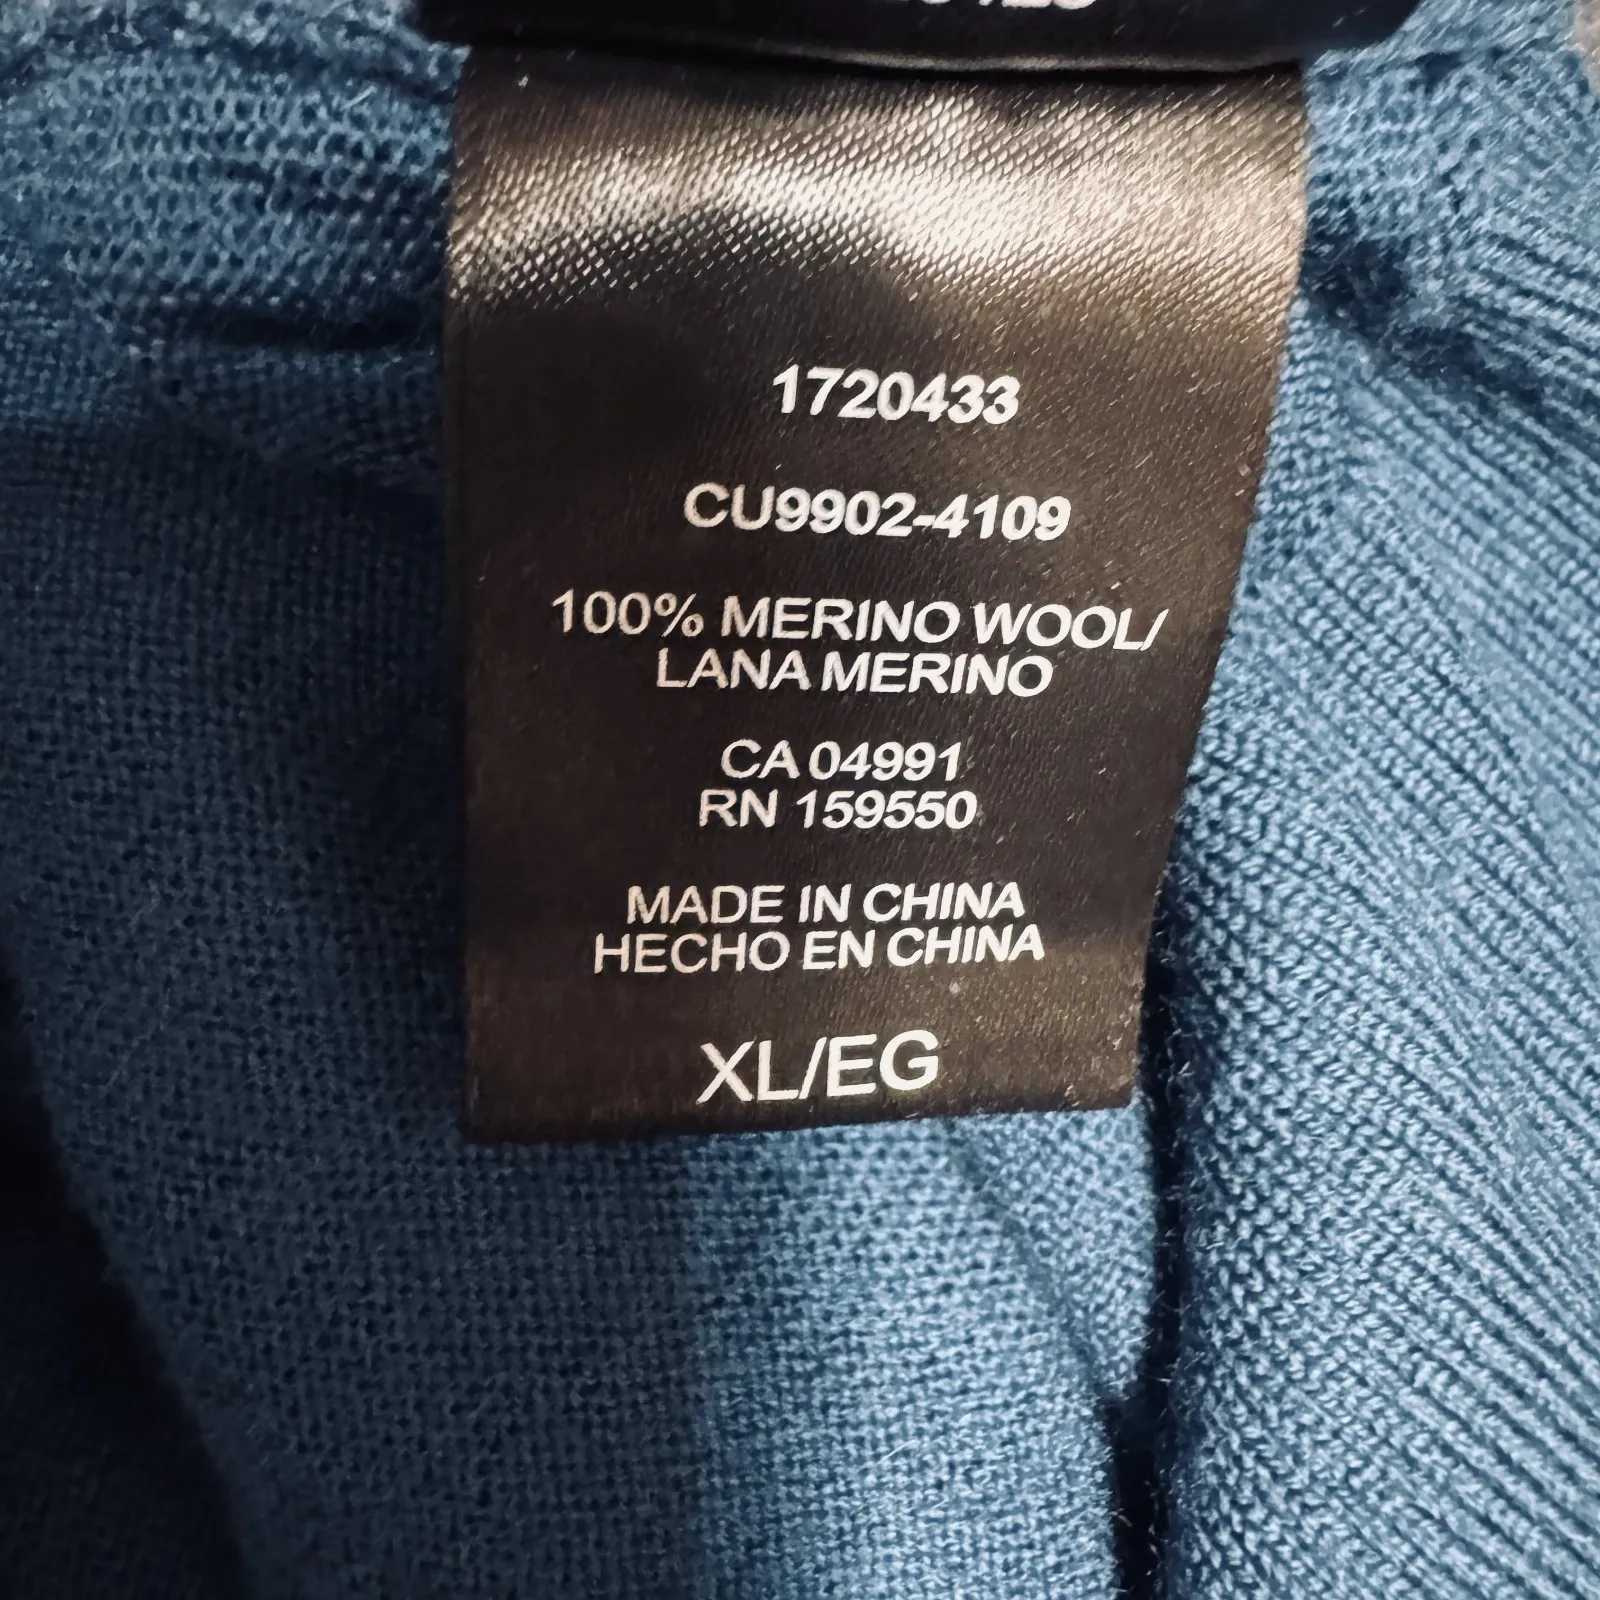 1720433
CU9902-4109
100% MERINO WOOL/
LANA MERINO
CA 04991
RN 159550
MADE IN CHINA
HECHO EN CHINA
XL/EG